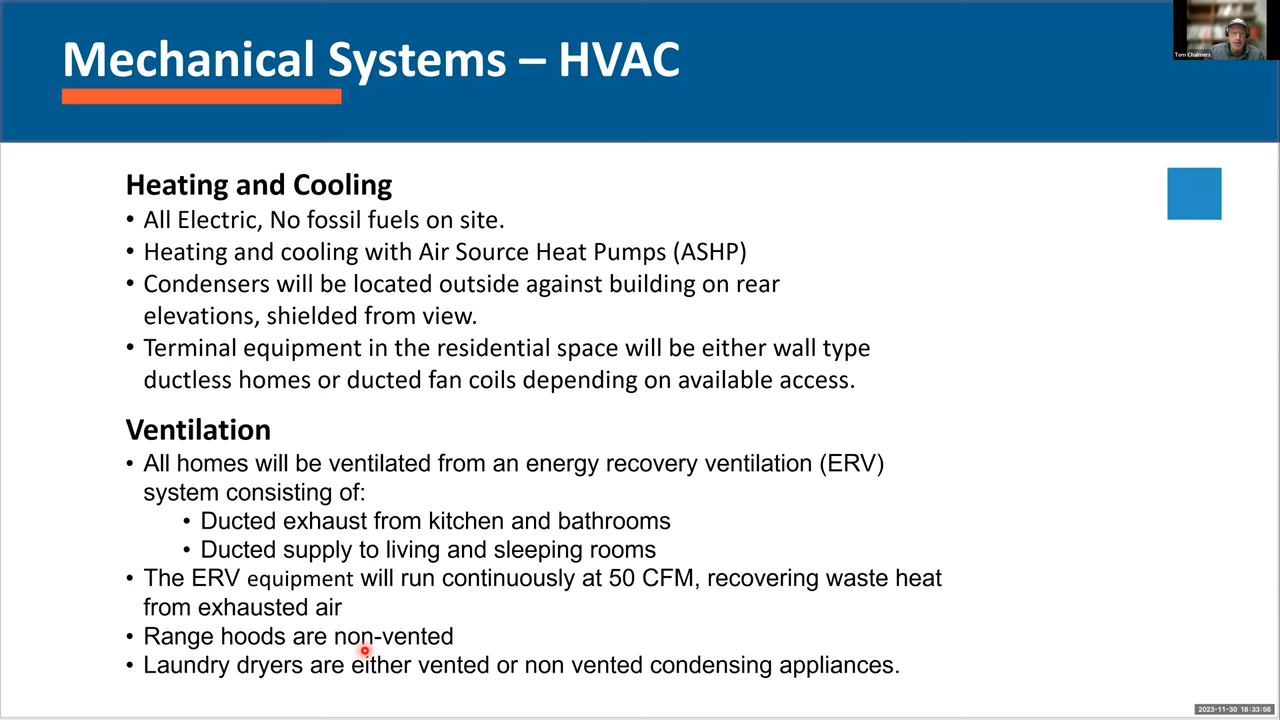 Mechanical Systems – HVAC
Tom Chalmers
Heating and Cooling
• All Electric, No fossil fuels on site.
• Heating and cooling with Air Source Heat Pumps (ASHP)
• Condensers will be located outside against building on rear
elevations, shielded from view.
• Terminal equipment in the residential space will be either wall type
ductless homes or ducted fan coils depending on available access.
Ventilation
• All homes will be ventilated from an energy recovery ventilation (ERV)
system consisting of:
• Ducted exhaust from kitchen and bathrooms
• Ducted supply to living and sleeping rooms
• The ERV equipment will run continuously at 50 CFM, recovering waste heat
from exhausted air
• Range hoods are non-vented
• Laundry dryers are either vented or non vented condensing appliances.
2023-11-30 18:33:56